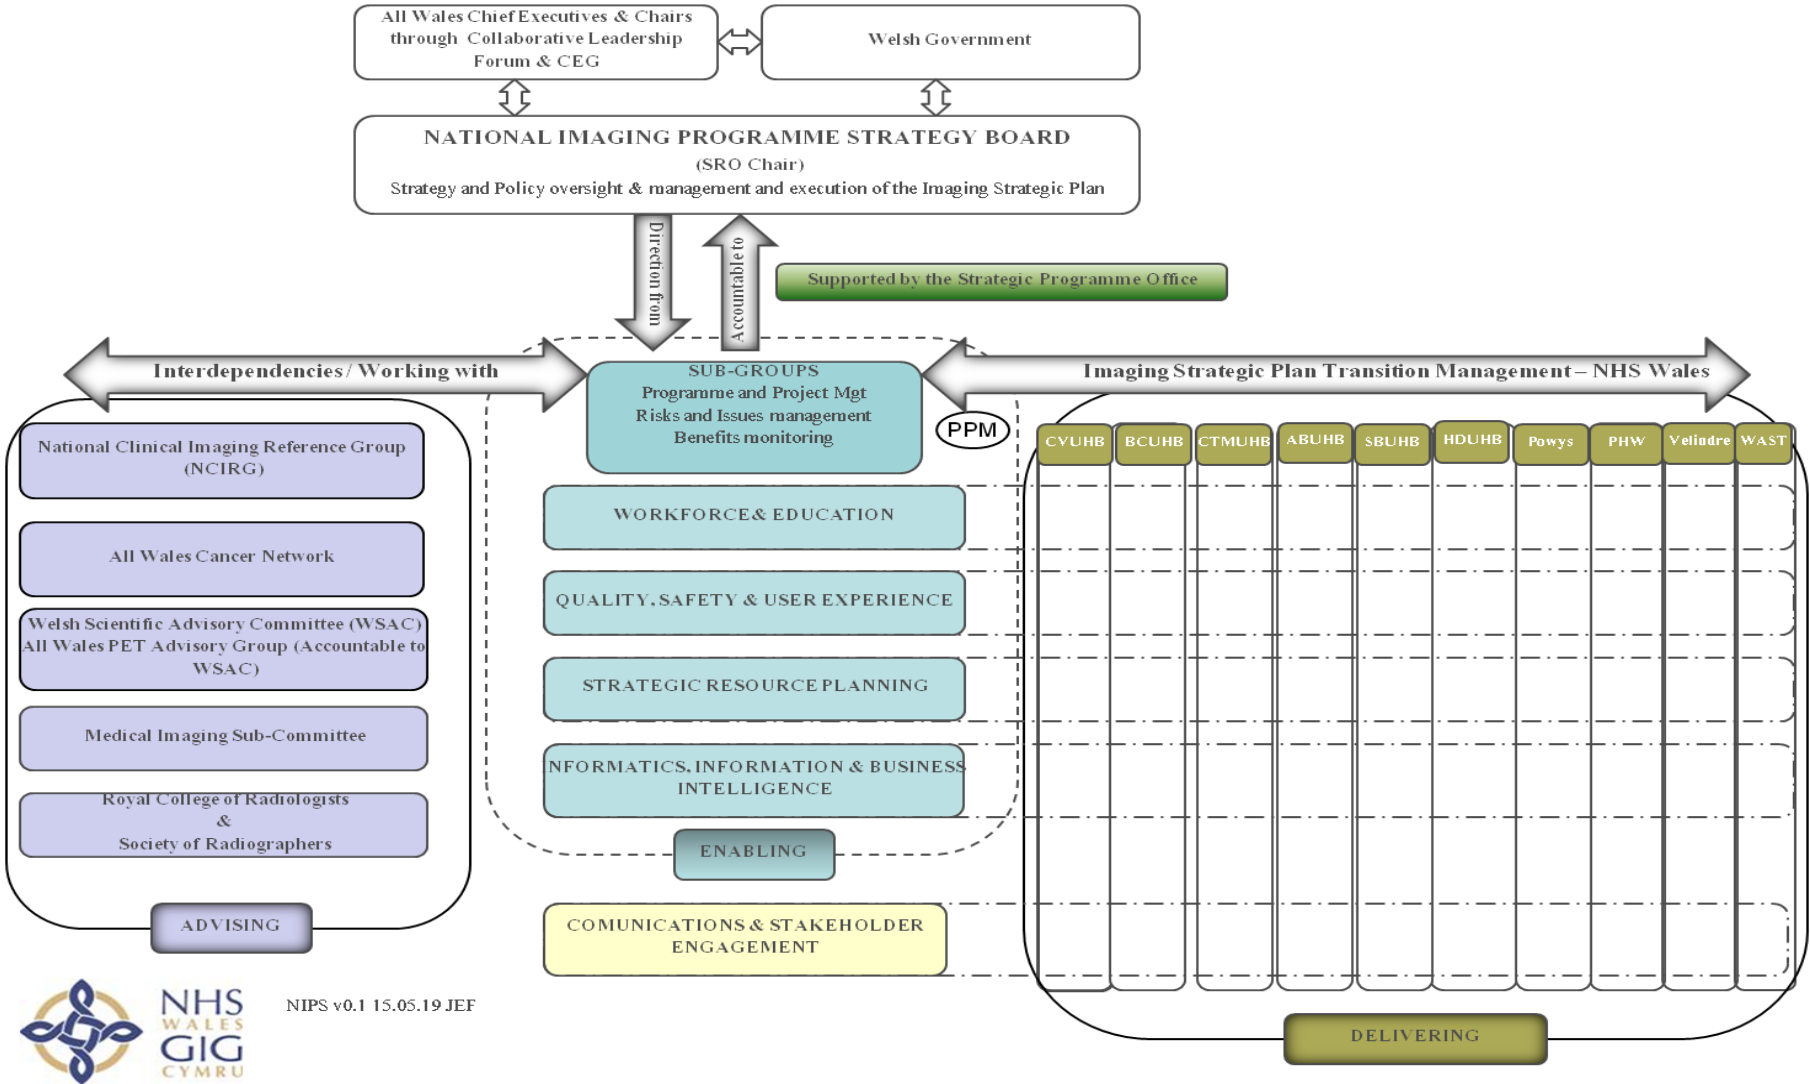 All Wales Chief Executives & Chairs
through Collaborative Leadership
Forum & CEG
Welsh Government
NATIONAL IMAGING PROGRAMME STRATEGY BOARD
(SRO Chair)
Strategy and Policy oversight & management and execution of the Imaging Strategic Plan
Direction from
Accountable to
Supported by the Strategic Programme Office
Interdependencies / Working with
SUB-GROUPS
Programme and Project Mgt
Risks and Issues management
Benefits monitoring
Imaging Strategic Plan Transition Management – NHS Wales
PPM
National Clinical Imaging Reference Group
(NCIRG)
All Wales Cancer Network
Welsh Scientific Advisory Committee (WSAC)
All Wales PET Advisory Group (Accountable to
WSAC)
Medical Imaging Sub-Committee
Royal College of Radiologists
&
Society of Radiographers
ADVISING
WORKFORCE & EDUCATION
QUALITY, SAFETY & USER EXPERIENCE
STRATEGIC RESOURCE PLANNING
NFORMATICS, INFORMATION & BUSINESS
INTELLIGENCE
ENABLING
COMUNICATIONS & STAKEHOLDER
ENGAGEMENT
CVUHB
BCUHB
CTMUHB
ABUHB
SBUHB
HDUHB
Powys
PHW
Velindre
WAST
DELIVERING
NHS
WALES
GIG
CYMRU
NIPS v0.1 15.05.19 JEF